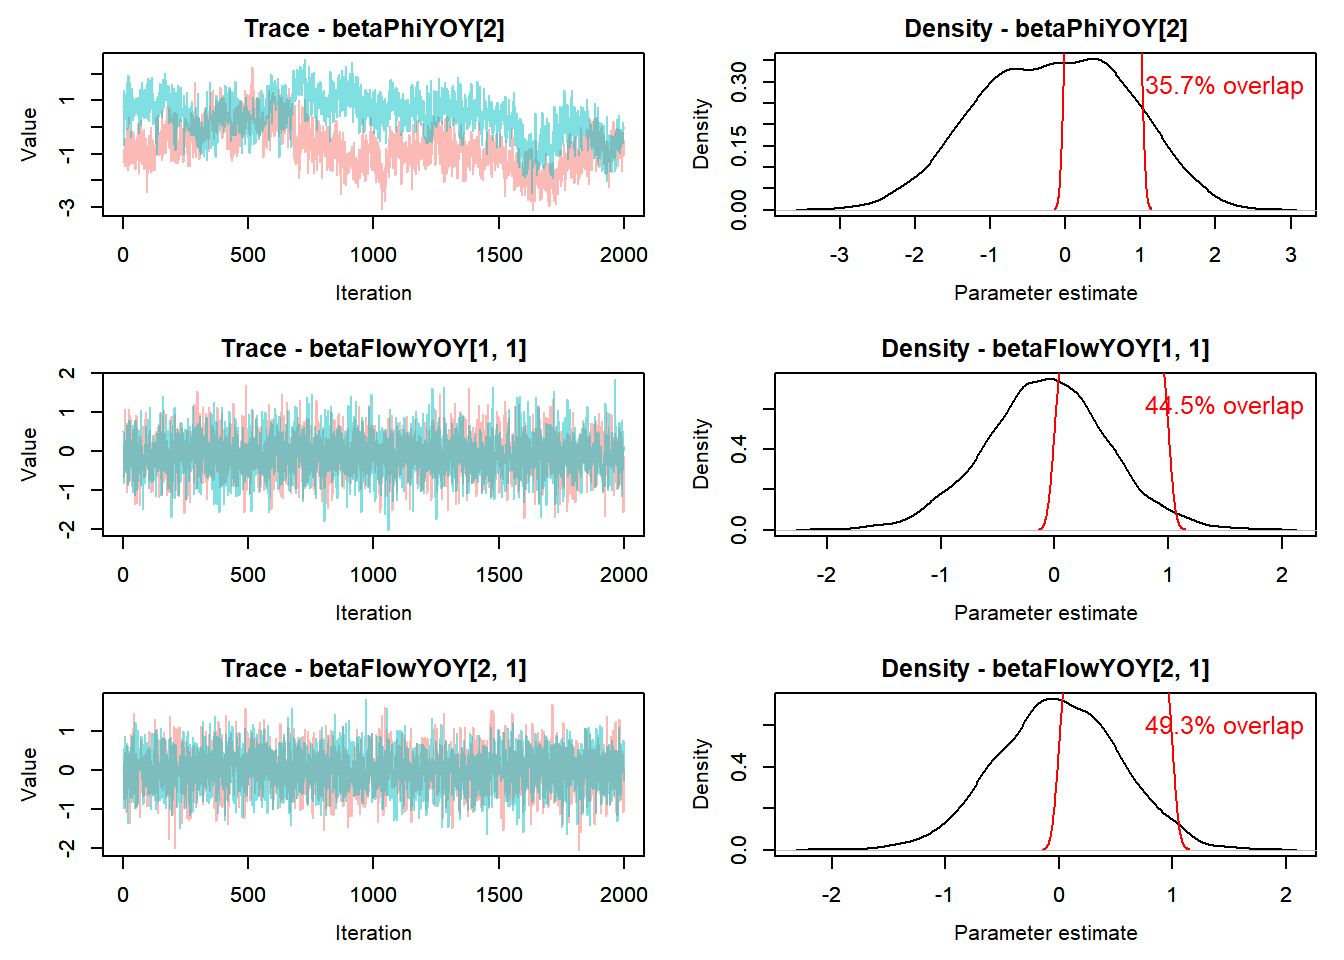 Trace - betaPhiYOY[2]
Value
1
-1
-3
0 500 1000 1500 2000
Iteration
Density - betaPhiYOY[2]
35.7% overlap
Density
0.30
0.15
0.00
-3 -2 -1 0 1 2 3
Parameter estimate
Trace - betaFlowYOY[1, 1]
Value
2
1
0
-1
-2
0 500 1000 1500 2000
Iteration
Density - betaFlowYOY[1, 1]
44.5% overlap
Density
0.4
0.0
-2 -1 0 1 2
Parameter estimate
Trace - betaFlowYOY[2, 1]
Value
1
0
-1
-2
0 500 1000 1500 2000
Iteration
Density - betaFlowYOY[2, 1]
49.3% overlap
Density
0.4
0.0
-2 -1 0 1 2
Parameter estimate